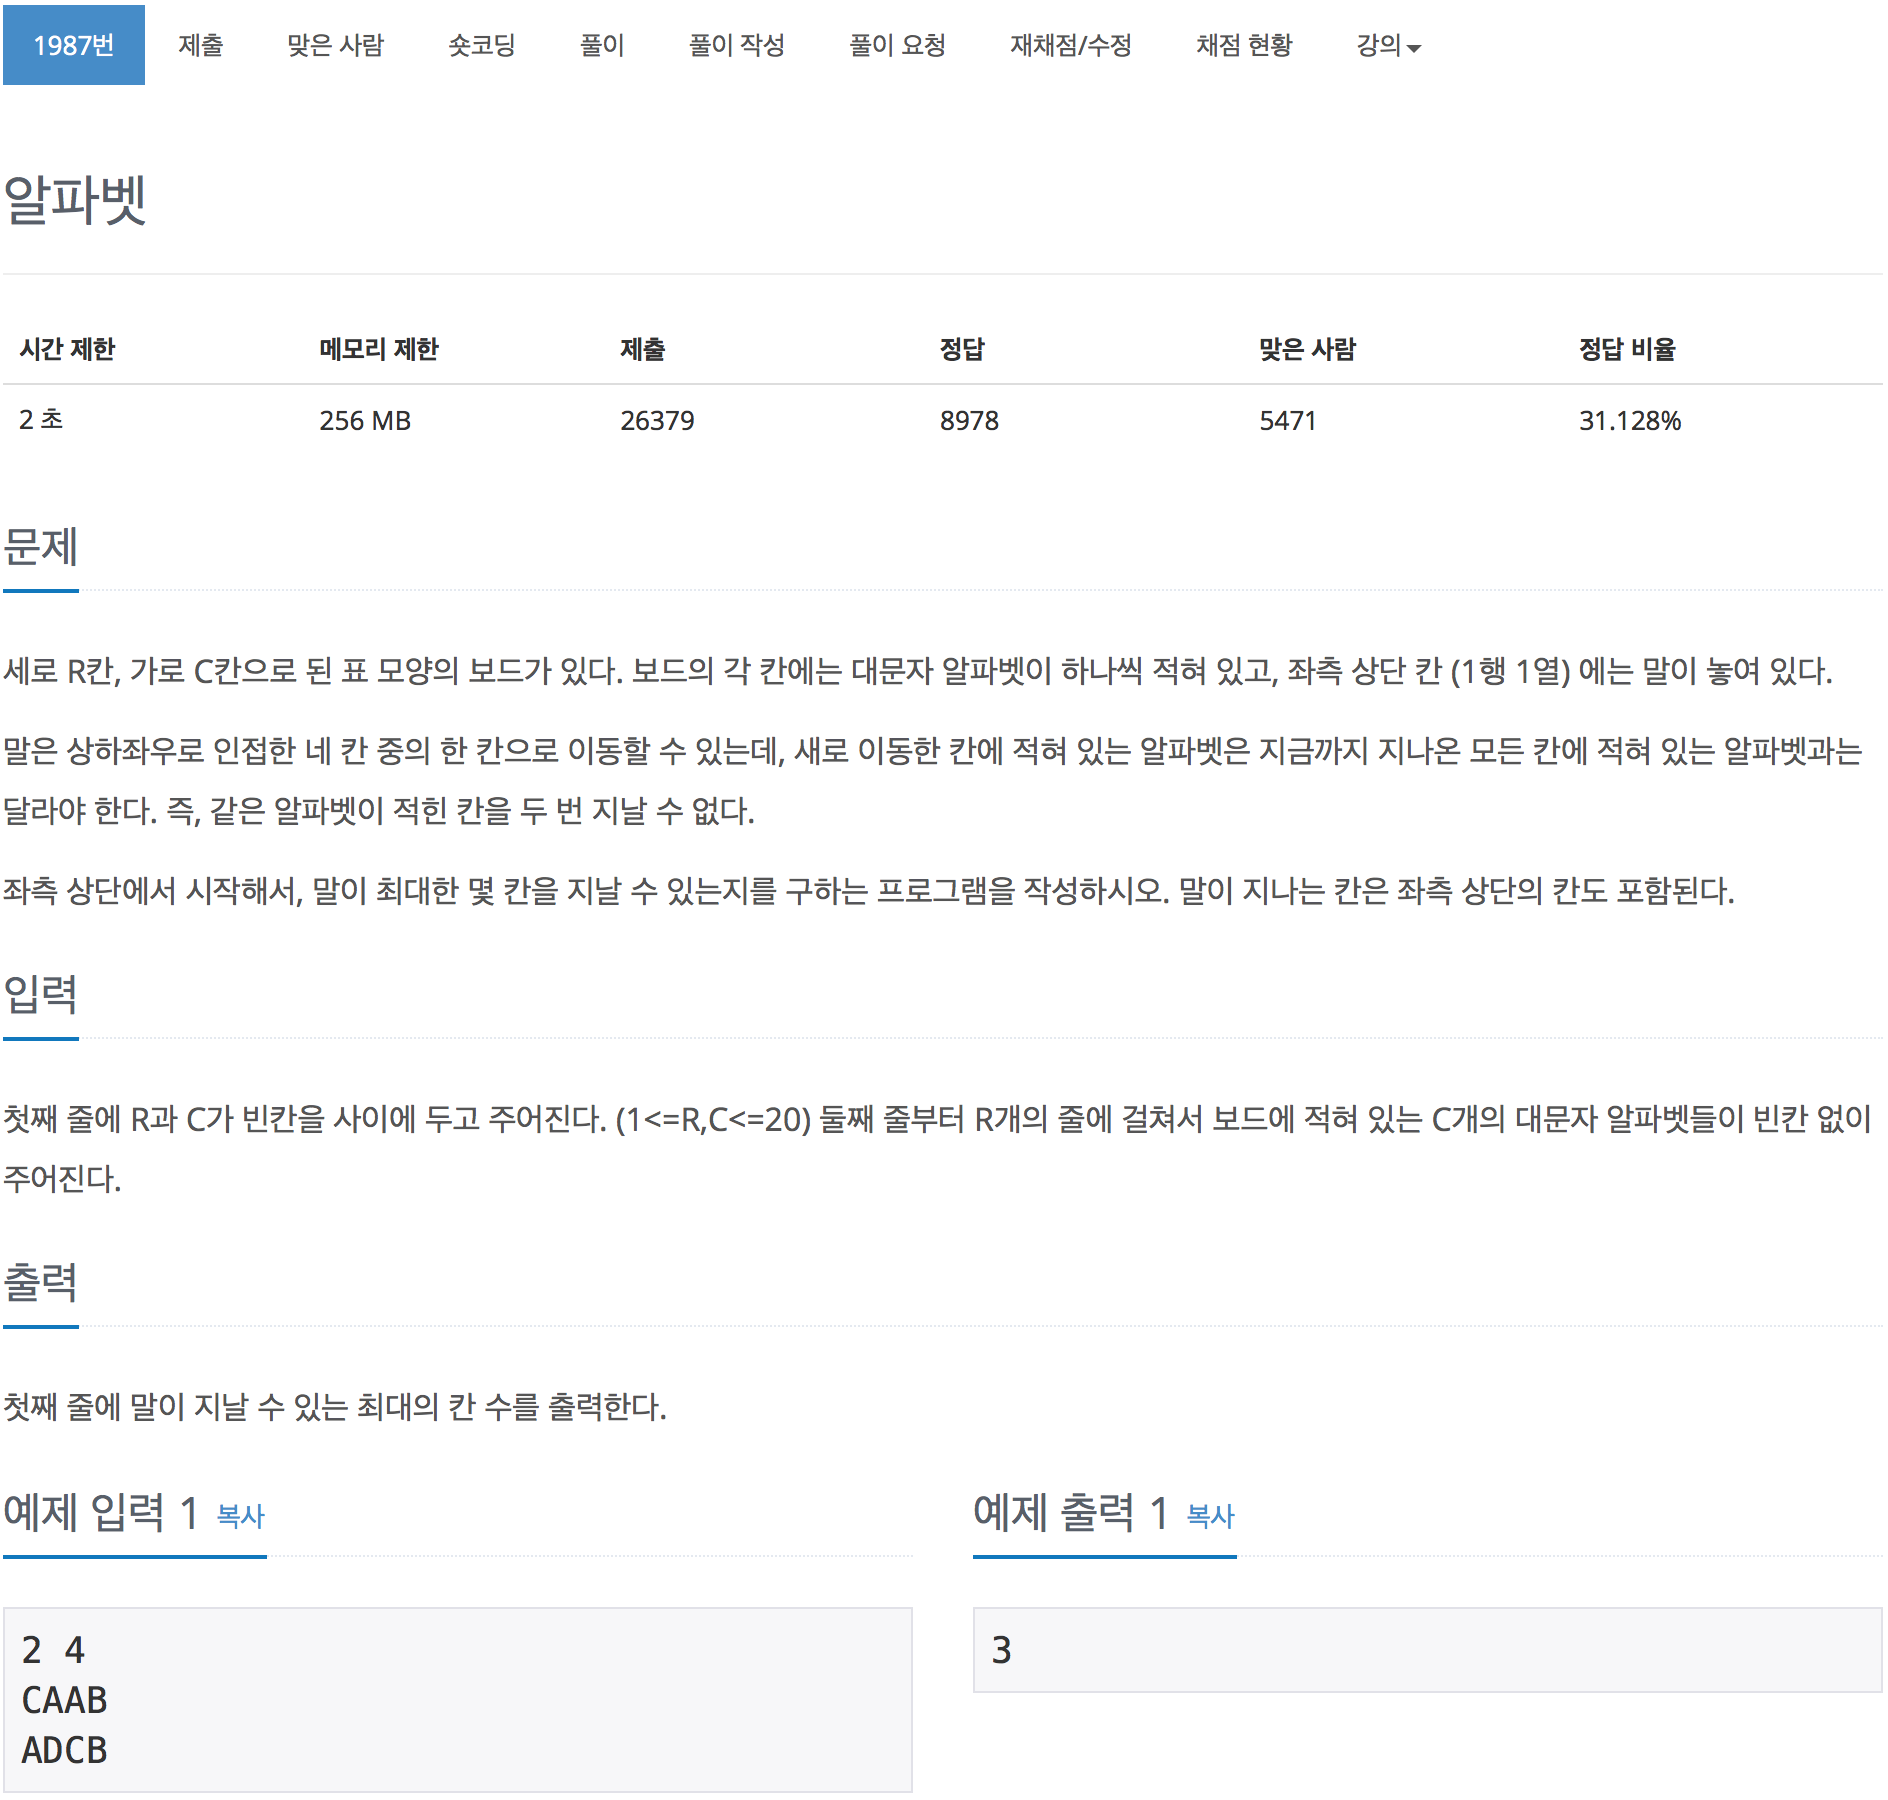 1987번 제출 맞은 사람 숏코딩 풀이 풀이 작성 풀이 요청 재채점/수정 채점 현황 강의
알파벳
시간 제한 메모리 제한 제출 정답 맞은 사람 정답 비율
2 초 256 MB 26379 8978 5471 31.128%
문제
세로 R칸, 가로 C칸으로 된 표 모양의 보드가 있다. 보드의 각 칸에는 대문자 알파벳이 하나씩 적혀 있고, 좌측 상단 칸 (1행 1열) 에는 말이 놓여 있다.
말은 상하좌우로 인접한 네 칸 중의 한 칸으로 이동할 수 있는데, 새로 이동한 칸에 적혀 있는 알파벳은 지금까지 지나온 모든 칸에 적혀 있는 알파벳과는
달라야 한다. 즉, 같은 알파벳이 적힌 칸을 두 번 지날 수 없다.
좌측 상단에서 시작해서, 말이 최대한 몇 칸을 지날 수 있는지를 구하는 프로그램을 작성하시오. 말이 지나는 칸은 좌측 상단의 칸도 포함된다.
입력
첫째 줄에 R과 C가 빈칸을 사이에 두고 주어진다. (1<=R,C<=20) 둘째 줄부터 R개의 줄에 걸쳐서 보드에 적혀 있는 C개의 대문자 알파벳들이 빈칸 없이
주어진다.
출력
첫째 줄에 말이 지날 수 있는 최대의 칸 수를 출력한다.
예제 입력 1 복사
2 4
CAAB
ADCB
예제 출력 1 복사
3